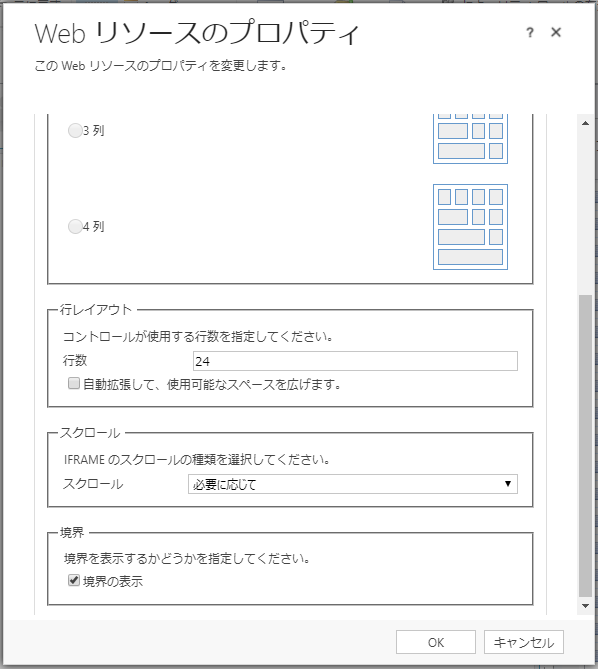 Web リソースのプロパティ
? ×
この Web リソースのプロパティを変更します。
3 列
4 列
行レイアウト
コントロールが使用する行数を指定してください。
行数 24
自動拡張して、使用可能なスペースを広げます。
スクロール
IFRAME のスクロールの種類を選択してください。
スクロール 必要に応じて
境界
境界を表示するかどうかを指定してください。
境界の表示
OK キャンセル